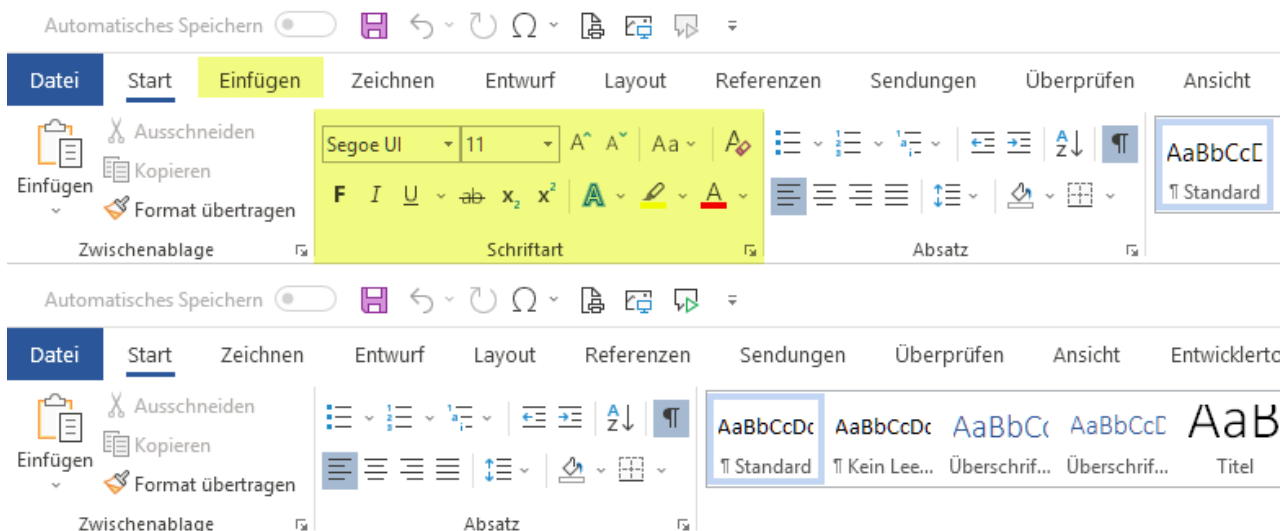 Automatisches Speichern
Datei Start Einfügen Zeichnen Entwurf Layout Referenzen Sendungen Überprüfen Ansicht
Einfügen
Ausschneiden
Kopieren
Format übertragen
Zwischenablage
Segoe UI 11 Aa
F I U ab x₂ x² A A
Schriftart
Absatz
AaBbCcD
¶ Standard
Automatisches Speichern
Datei Start Zeichnen Entwurf Layout Referenzen Sendungen Überprüfen Ansicht Entwicklerto
Einfügen
Ausschneiden
Kopieren
Format übertragen
Zwischenablage
Absatz
AaBbCcDc AaBbCcDc AaBbC AaBbCcD AaB
¶ Standard ¶ Kein Lee... Überschrif... Überschrif... Titel